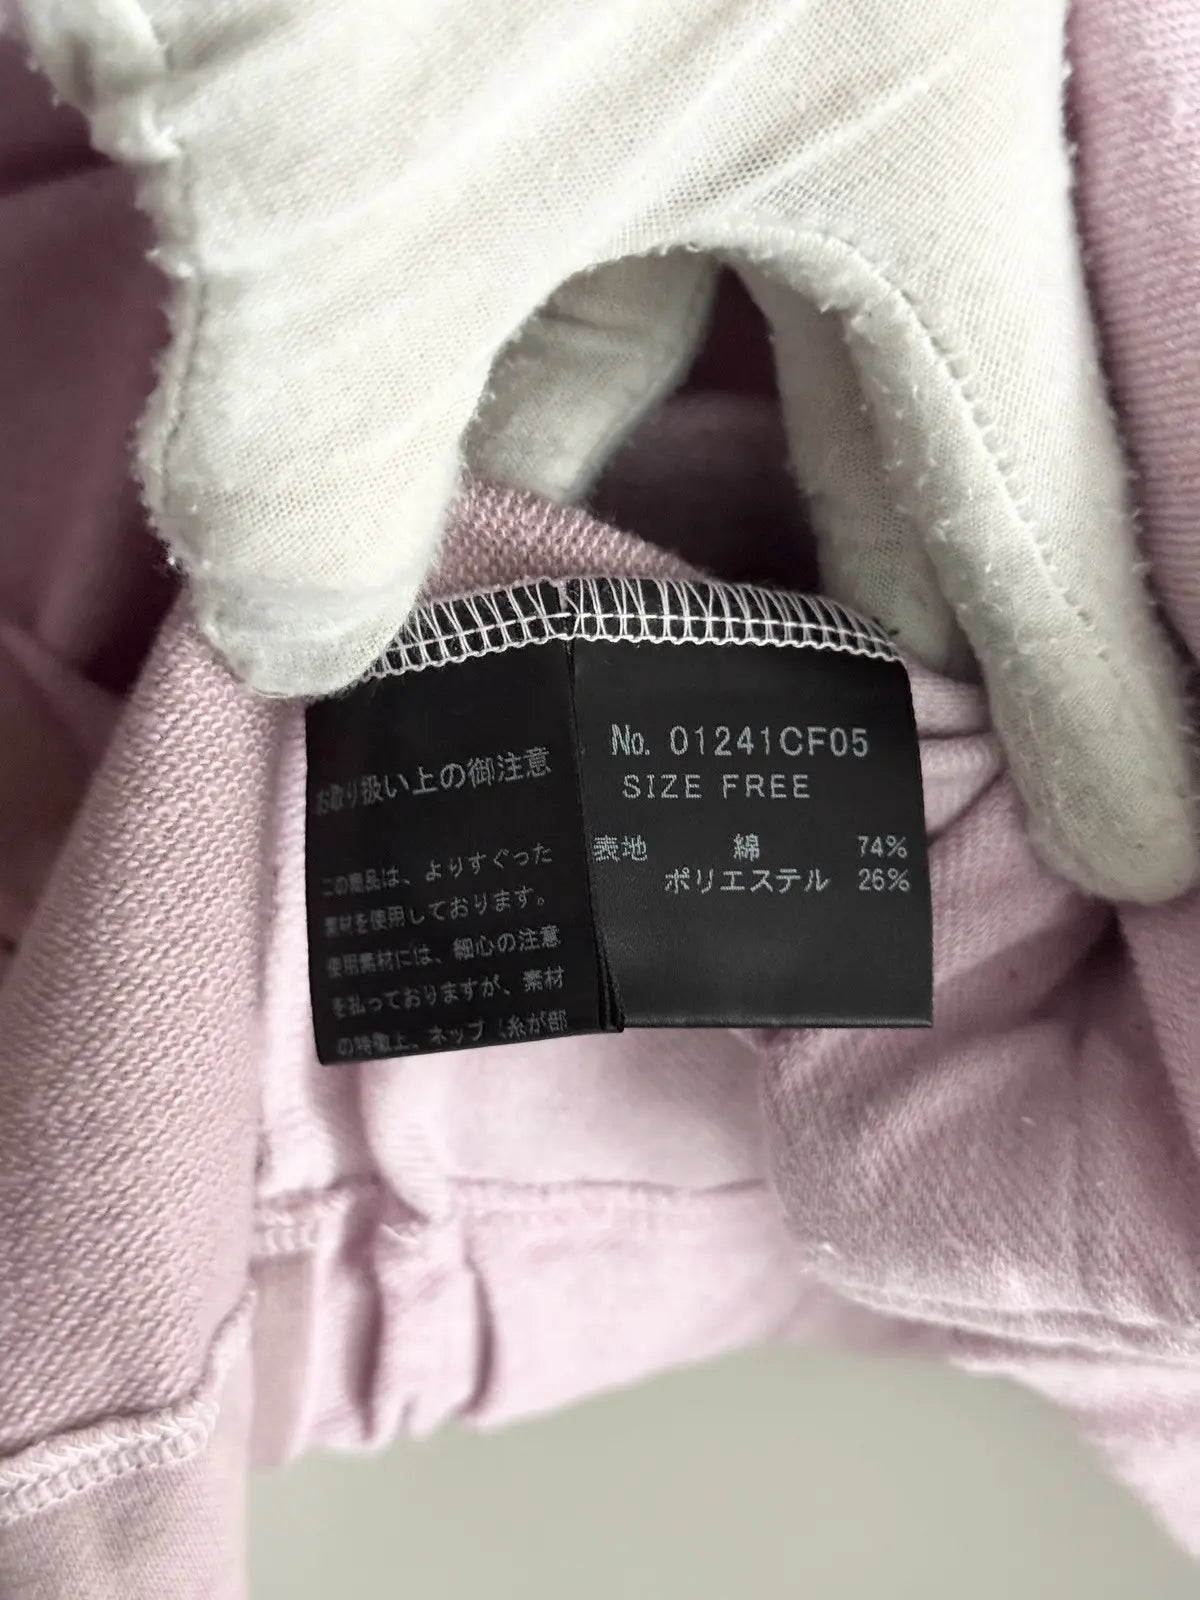 お取り扱い上の御注意
この商品は、よりすぐった
素材を使用しております。
使用素材には、細心の注意
を払っておりますが、素材
の特徴上、ネップ 糸が部
No. 01241CF05
SIZE FREE
表地 綿 74%
ポリエステル 26%